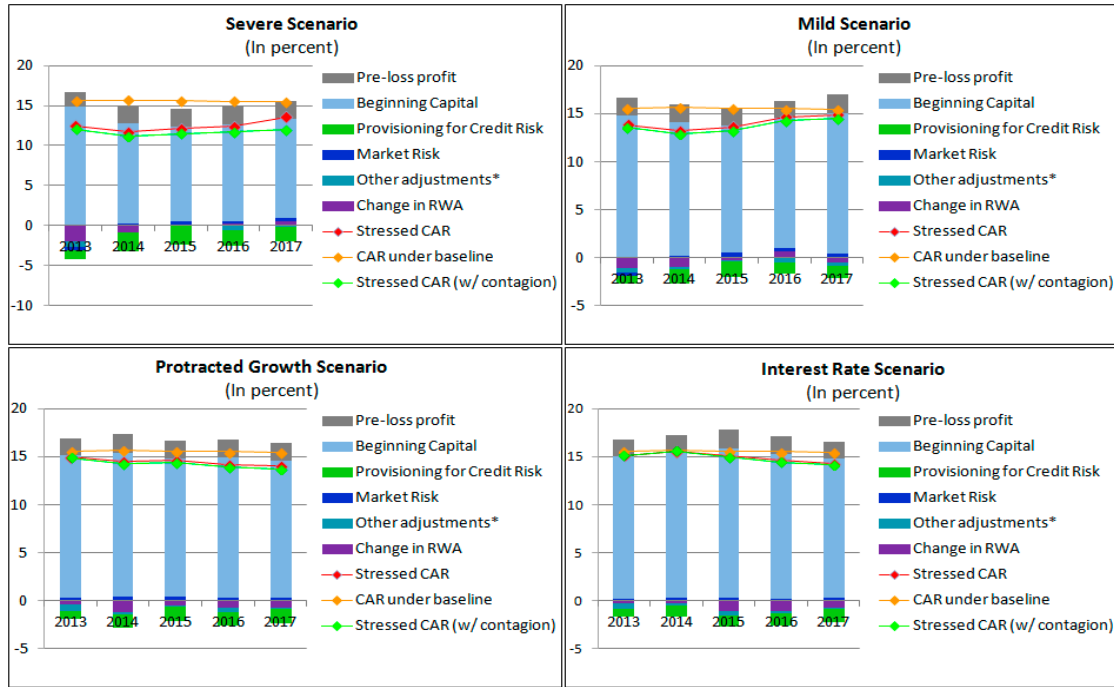 Severe Scenario
(In percent)
20
15
10
5
0
-5
-10
2013
2014
2015
2016
2017
Pre-loss profit
Beginning Capital
Provisioning for Credit Risk
Market Risk
Other adjustments*
Change in RWA
Stressed CAR
CAR under baseline
Stressed CAR (w/ contagion)
Mild Scenario
(In percent)
20
15
10
5
0
-5
2013
2014
2015
2016
2017
Pre-loss profit
Beginning Capital
Provisioning for Credit Risk
Market Risk
Other adjustments*
Change in RWA
Stressed CAR
CAR under baseline
Stressed CAR (w/ contagion)
Protracted Growth Scenario
(In percent)
20
15
10
5
0
-5
2013
2014
2015
2016
2017
Pre-loss profit
Beginning Capital
Provisioning for Credit Risk
Market Risk
Other adjustments*
Change in RWA
Stressed CAR
CAR under baseline
Stressed CAR (w/ contagion)
Interest Rate Scenario
(In percent)
20
15
10
5
0
-5
2013
2014
2015
2016
2017
Pre-loss profit
Beginning Capital
Provisioning for Credit Risk
Market Risk
Other adjustments*
Change in RWA
Stressed CAR
CAR under baseline
Stressed CAR (w/ contagion)